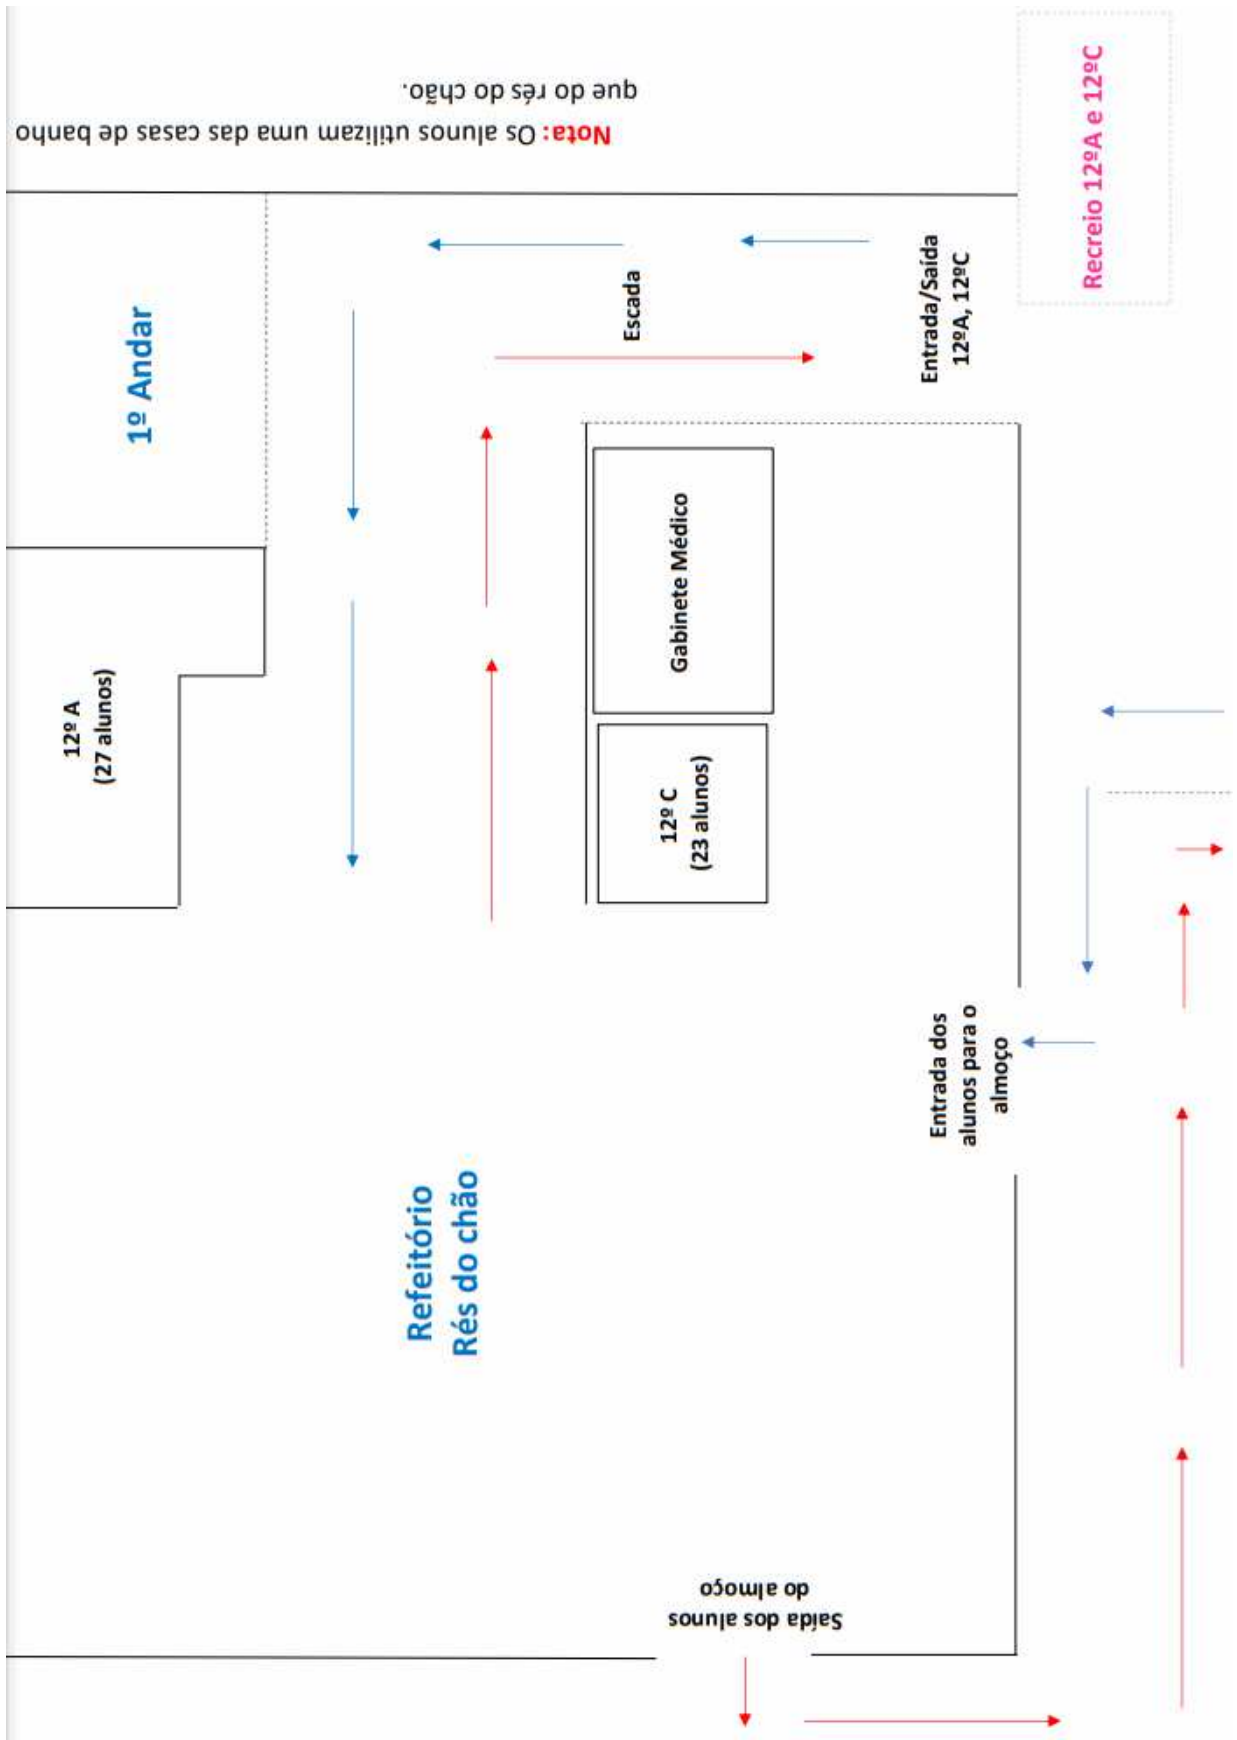 Nota: Os alunos utilizam uma das casas de banho
que do rés do chão.
1º Andar
Escada
Entrada/Saída
12ºA, 12ºC
Recreio 12ºA e 12ºC
12º A
(27 alunos)
Gabinete Médico
12º C
(23 alunos)
Refeitório
Rés do chão
Entrada dos
alunos para o
almoço
Saída dos alunos
do almoço